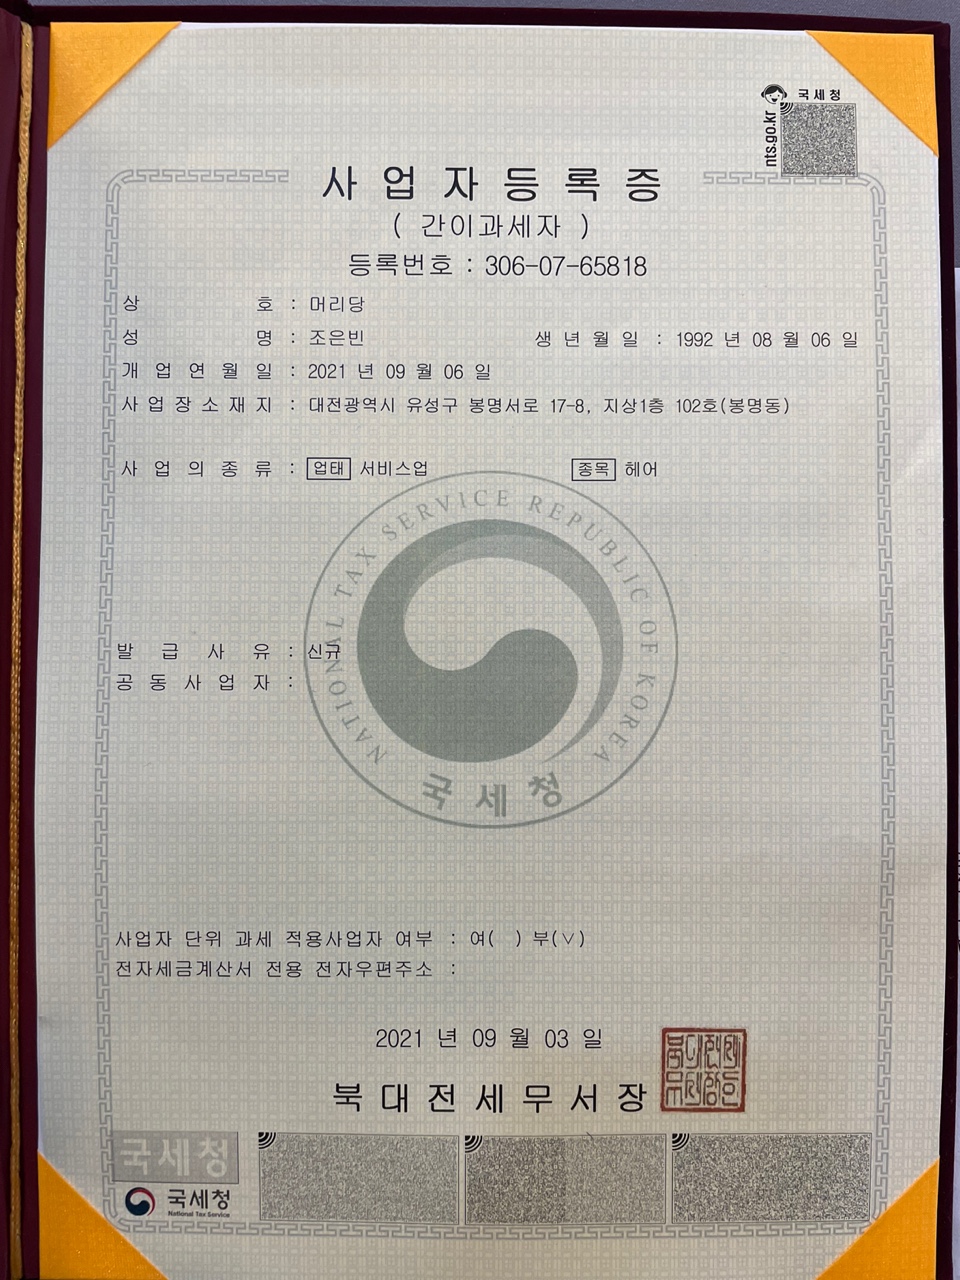 국세청
nts.go.kr
사업자등록증
( 간이과세자 )
등록번호 : 306-07-65818
상 호 : 머리당
성 명 : 조은빈 생년월일 : 1992 년 08 월 06 일
개업연월일 : 2021 년 09 월 06 일
사업장소재지 : 대전광역시 유성구 봉명서로 17-8, 지상1층 102호(봉명동)
사업의종류 : 업태 서비스업 종목 헤어
NATIONAL TAX SERVICE REPUBLIC OF KOREA
국세청
발급사유 : 신규
공동사업자 :
사업자 단위 과세 적용사업자 여부 : 여( ) 부(∨)
전자세금계산서 전용 전자우편주소 :
2021 년 09 월 03 일
북대전세무서장
국세청
국세청
National Tax Service